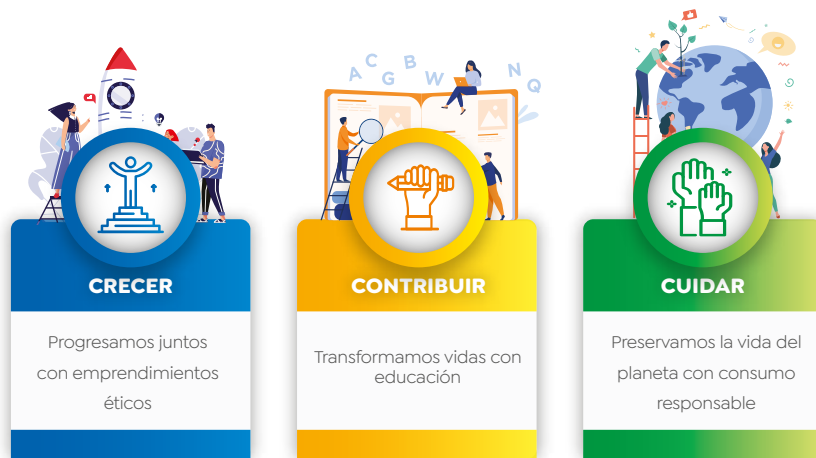 A C G B W N Q
CRECER
Progresamos juntos
con emprendimientos
éticos
CONTRIBUIR
Transformamos vidas con
educación
CUIDAR
Preservamos la vida del
planeta con consumo
responsable